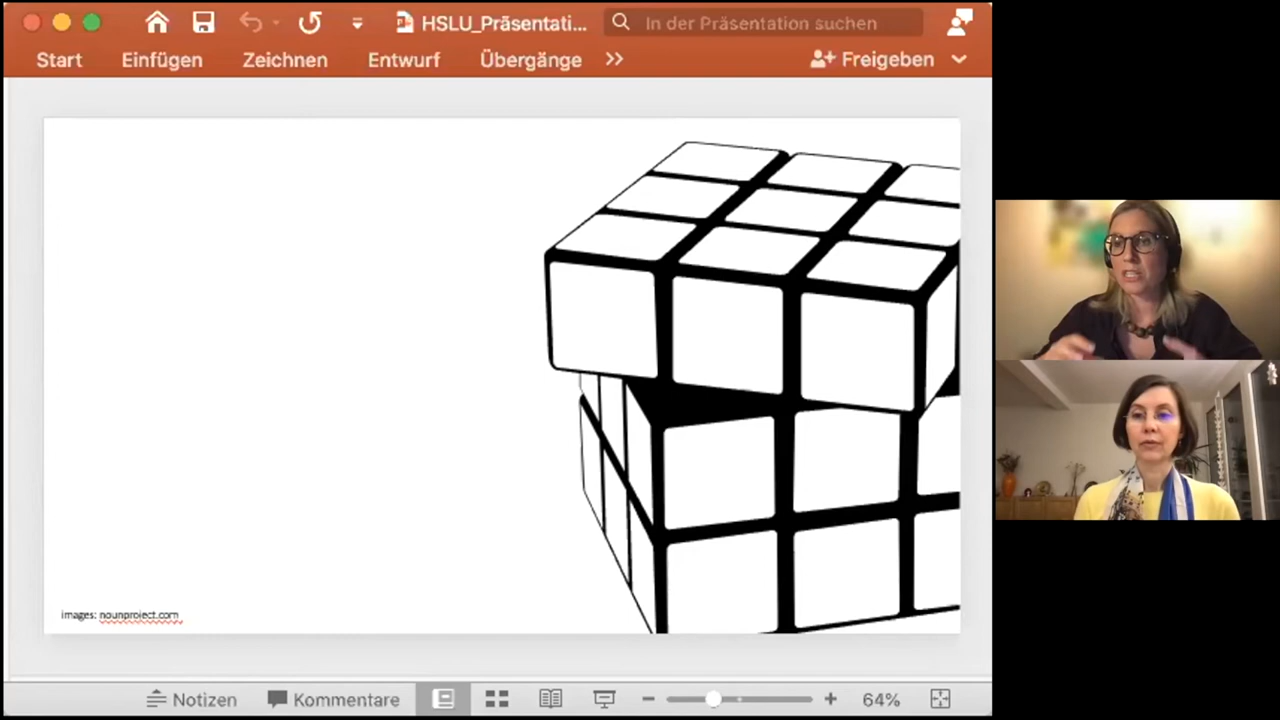 HSLU_Präsentati...
In der Präsentation suchen
Start Einfügen Zeichnen Entwurf Übergänge >> Freigeben
images: nounproject.com
Notizen Kommentare 64%